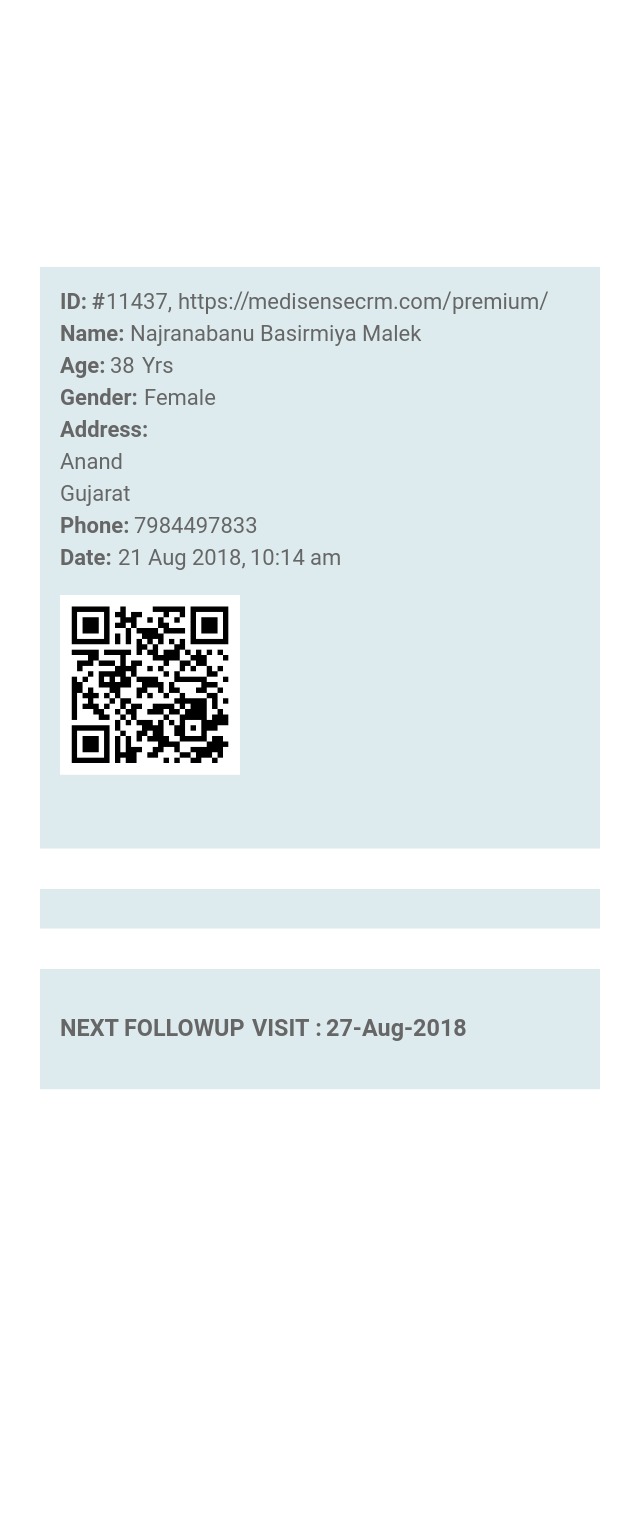 ID: #11437, https://medisensecrm.com/premium/
Name: Najranabanu Basirmiya Malek
Age: 38 Yrs
Gender: Female
Address:
Anand
Gujarat
Phone: 7984497833
Date: 21 Aug 2018, 10:14 am
NEXT FOLLOWUP VISIT : 27-Aug-2018